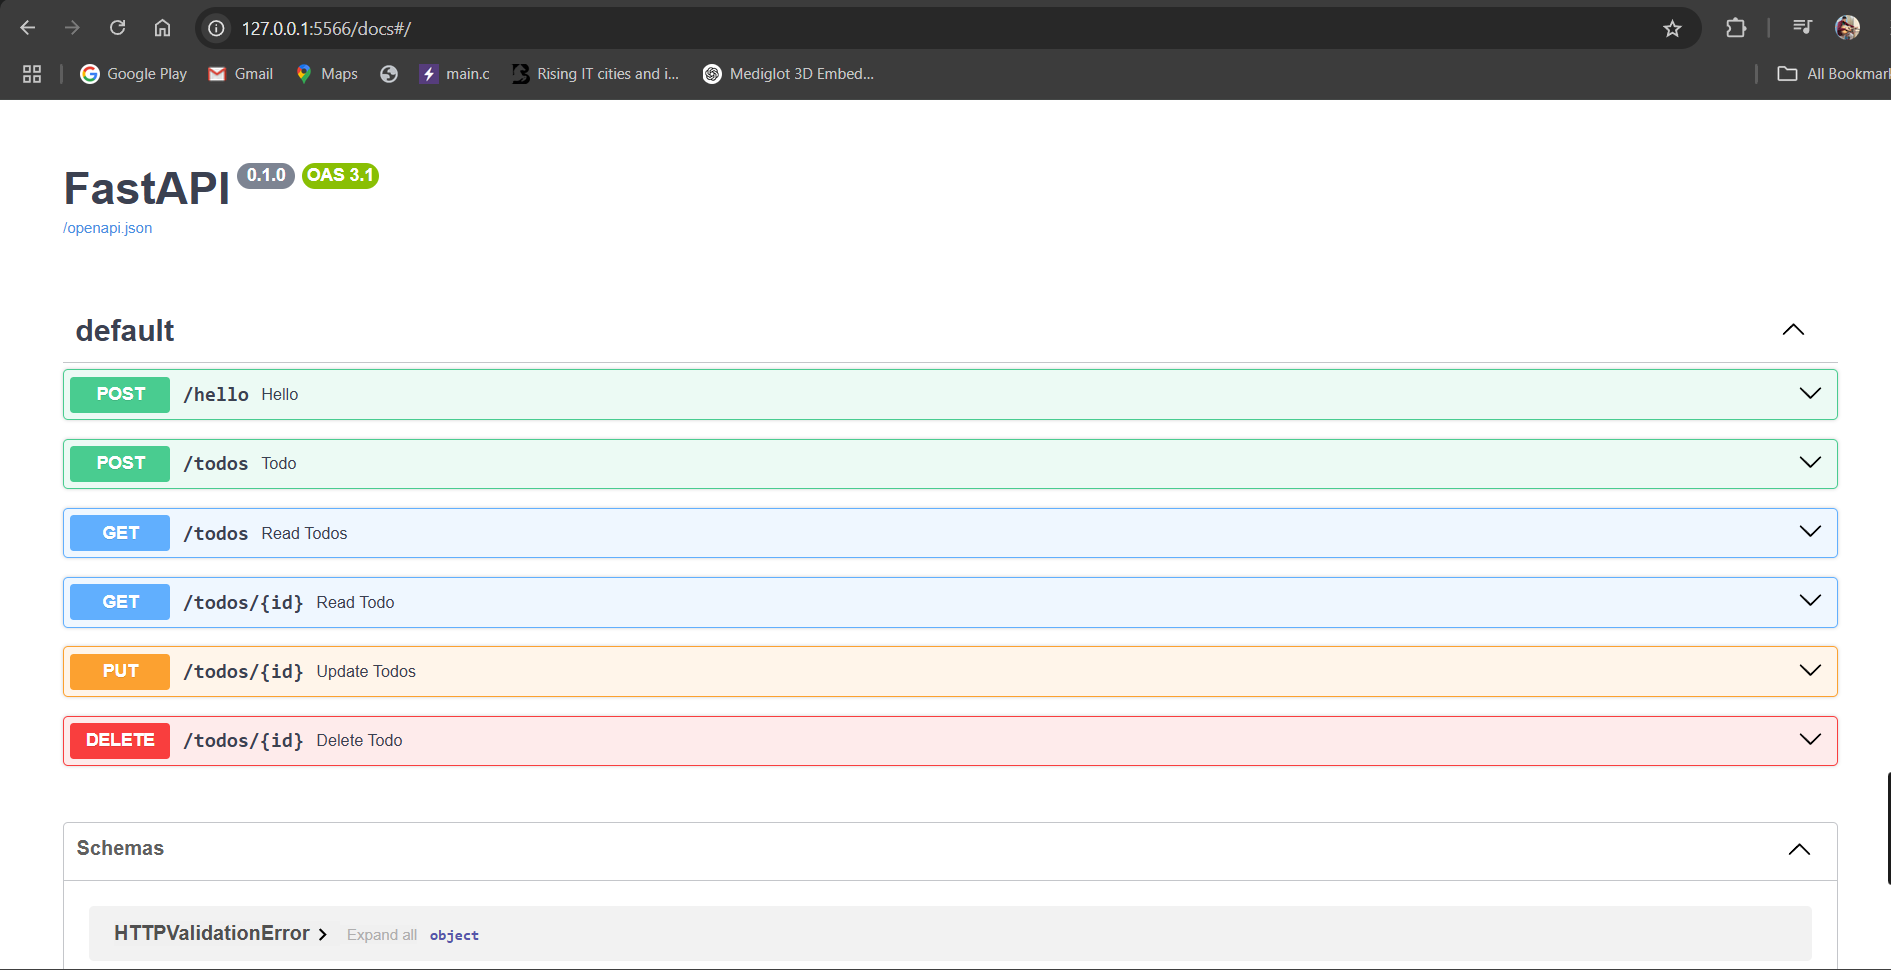 127.0.0.1:5566/docs#/
Google Play Gmail Maps main.c Rising IT cities and i... Mediglot 3D Embed... All Bookmark
FastAPI 0.1.0 OAS 3.1
/openapi.json
default
POST /hello Hello
POST /todos Todo
GET /todos Read Todos
GET /todos/{id} Read Todo
PUT /todos/{id} Update Todos
DELETE /todos/{id} Delete Todo
Schemas
HTTPValidationError Expand all object